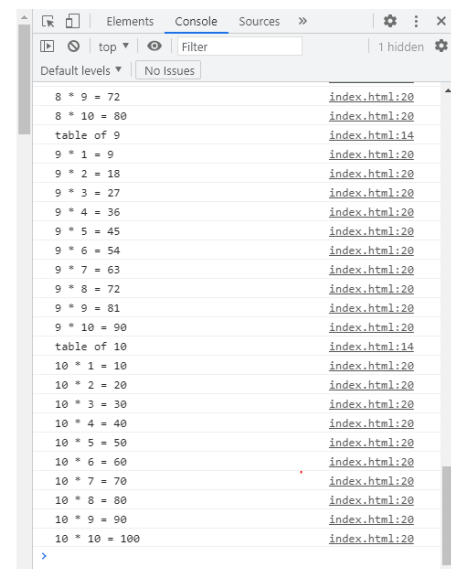 Elements Console Sources »
top ▼ Filter 1 hidden
Default levels ▼ No Issues
8 * 9 = 72 index.html:20
8 * 10 = 80 index.html:20
table of 9 index.html:14
9 * 1 = 9 index.html:20
9 * 2 = 18 index.html:20
9 * 3 = 27 index.html:20
9 * 4 = 36 index.html:20
9 * 5 = 45 index.html:20
9 * 6 = 54 index.html:20
9 * 7 = 63 index.html:20
9 * 8 = 72 index.html:20
9 * 9 = 81 index.html:20
9 * 10 = 90 index.html:20
table of 10 index.html:14
10 * 1 = 10 index.html:20
10 * 2 = 20 index.html:20
10 * 3 = 30 index.html:20
10 * 4 = 40 index.html:20
10 * 5 = 50 index.html:20
10 * 6 = 60 index.html:20
10 * 7 = 70 index.html:20
10 * 8 = 80 index.html:20
10 * 9 = 90 index.html:20
10 * 10 = 100 index.html:20
>